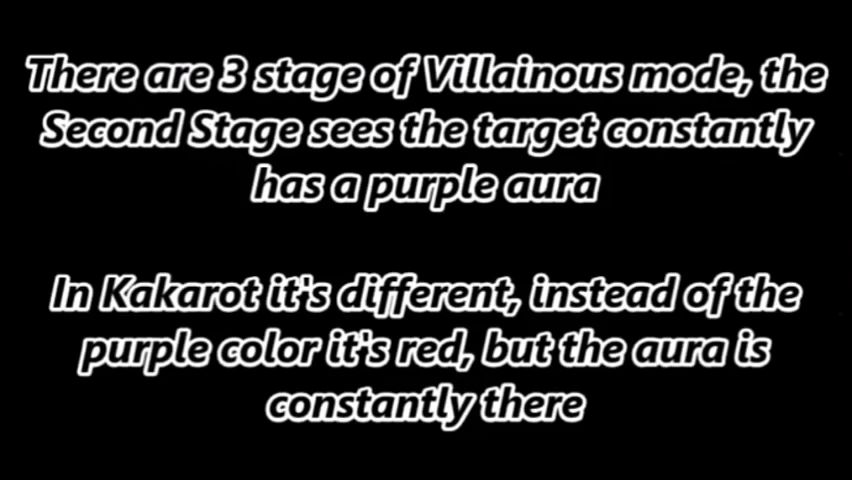 There are 3 stage of Villainous mode, the
Second Stage sees the target constantly
has a purple aura
In Kakarot it's different, instead of the
purple color it's red, but the aura is
constantly there